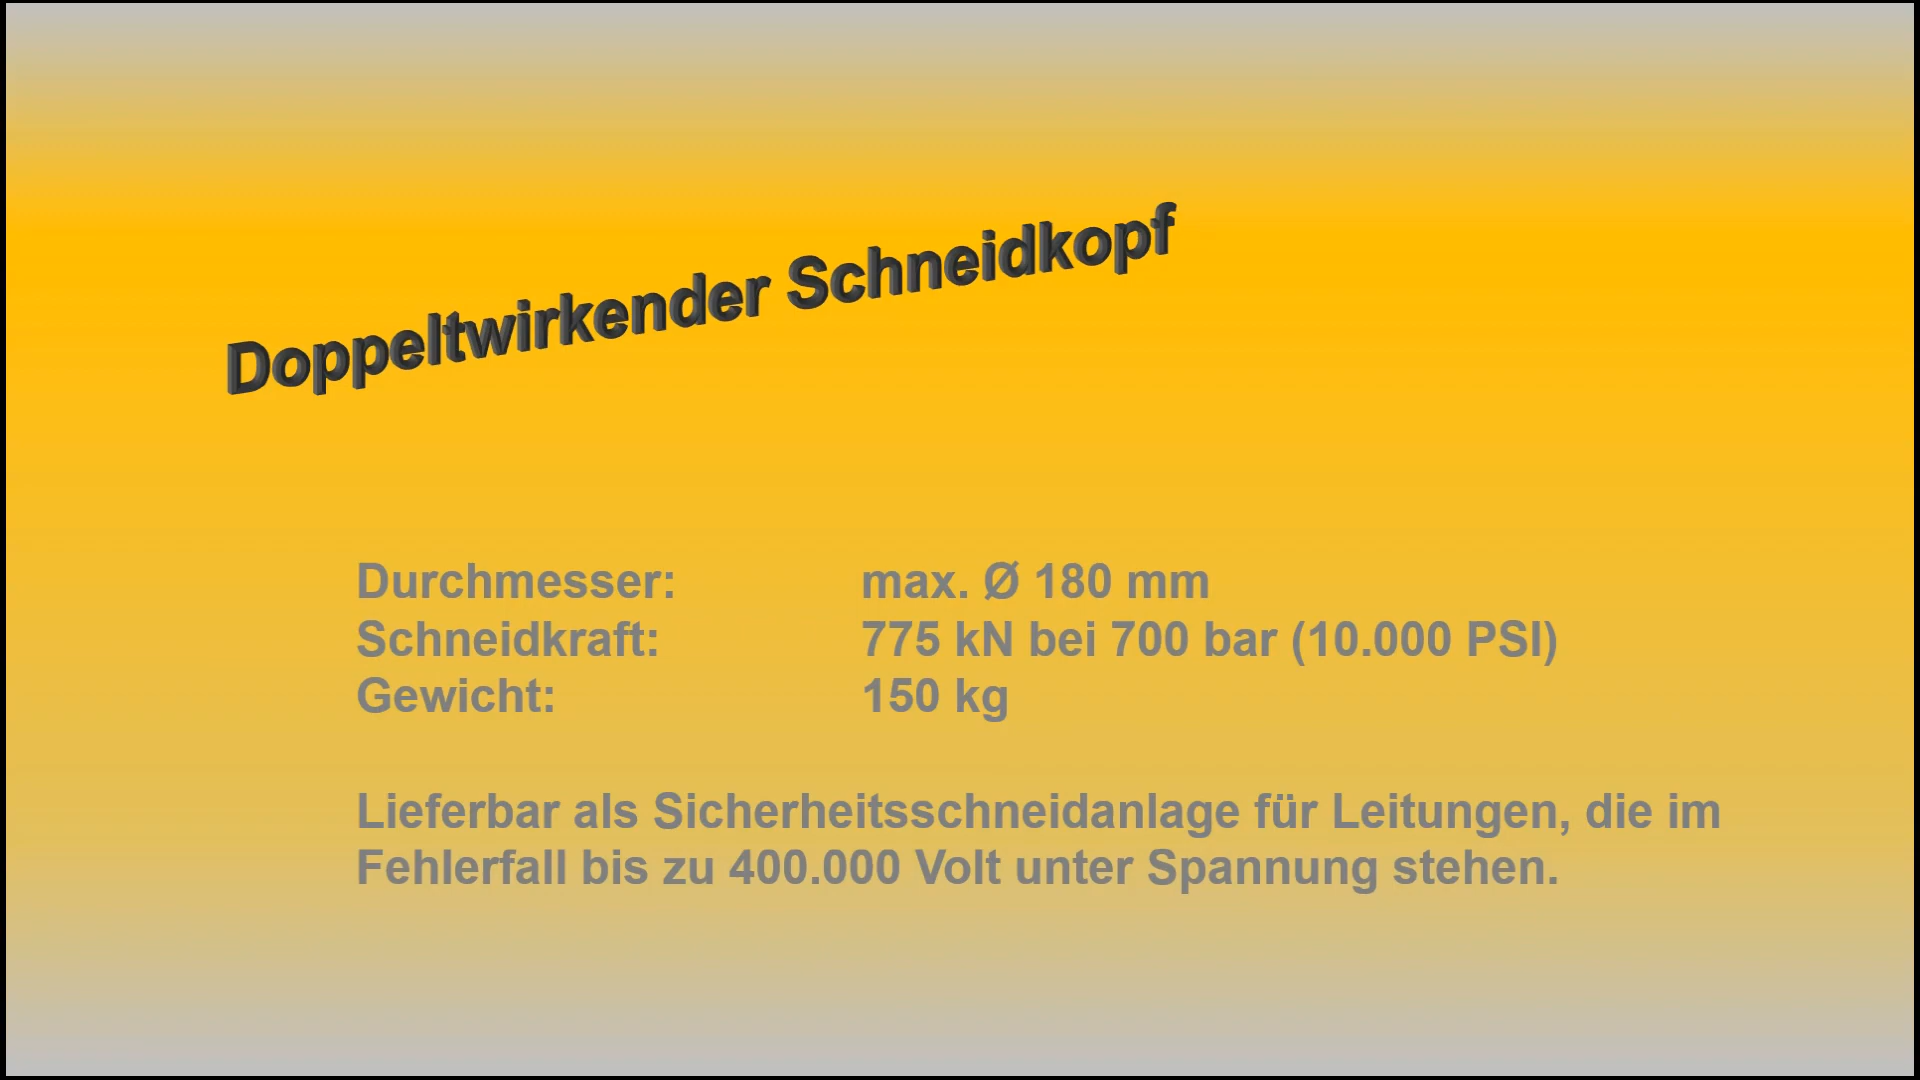 Doppeltwirkender Schneidkopf
Durchmesser: max. Ø 180 mm
Schneidkraft: 775 kN bei 700 bar (10.000 PSI)
Gewicht: 150 kg
Lieferbar als Sicherheitsschneidanlage für Leitungen, die im
Fehlerfall bis zu 400.000 Volt unter Spannung stehen.